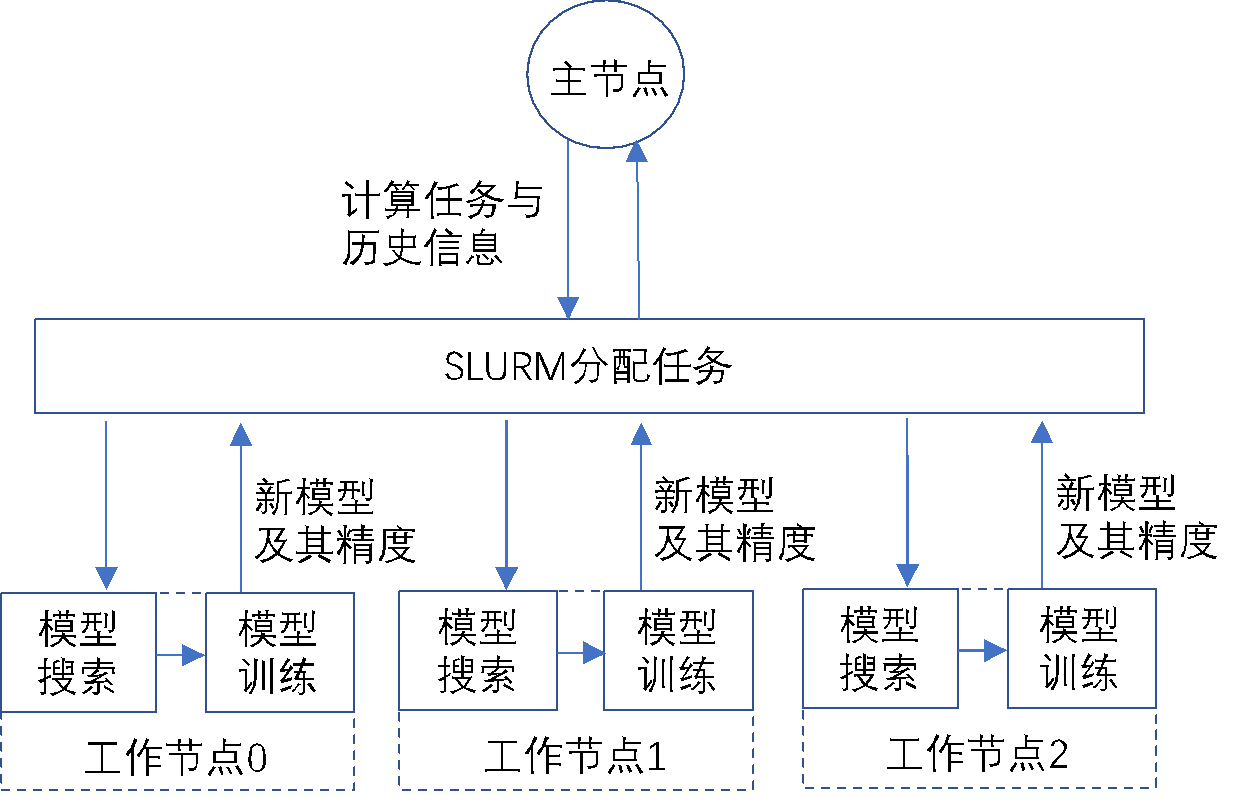 主节点
计算任务与
历史信息
SLURM分配任务
新模型
及其精度
新模型
及其精度
新模型
及其精度
模型
搜索
模型
训练
模型
搜索
模型
训练
模型
搜索
模型
训练
工作节点0
工作节点1
工作节点2